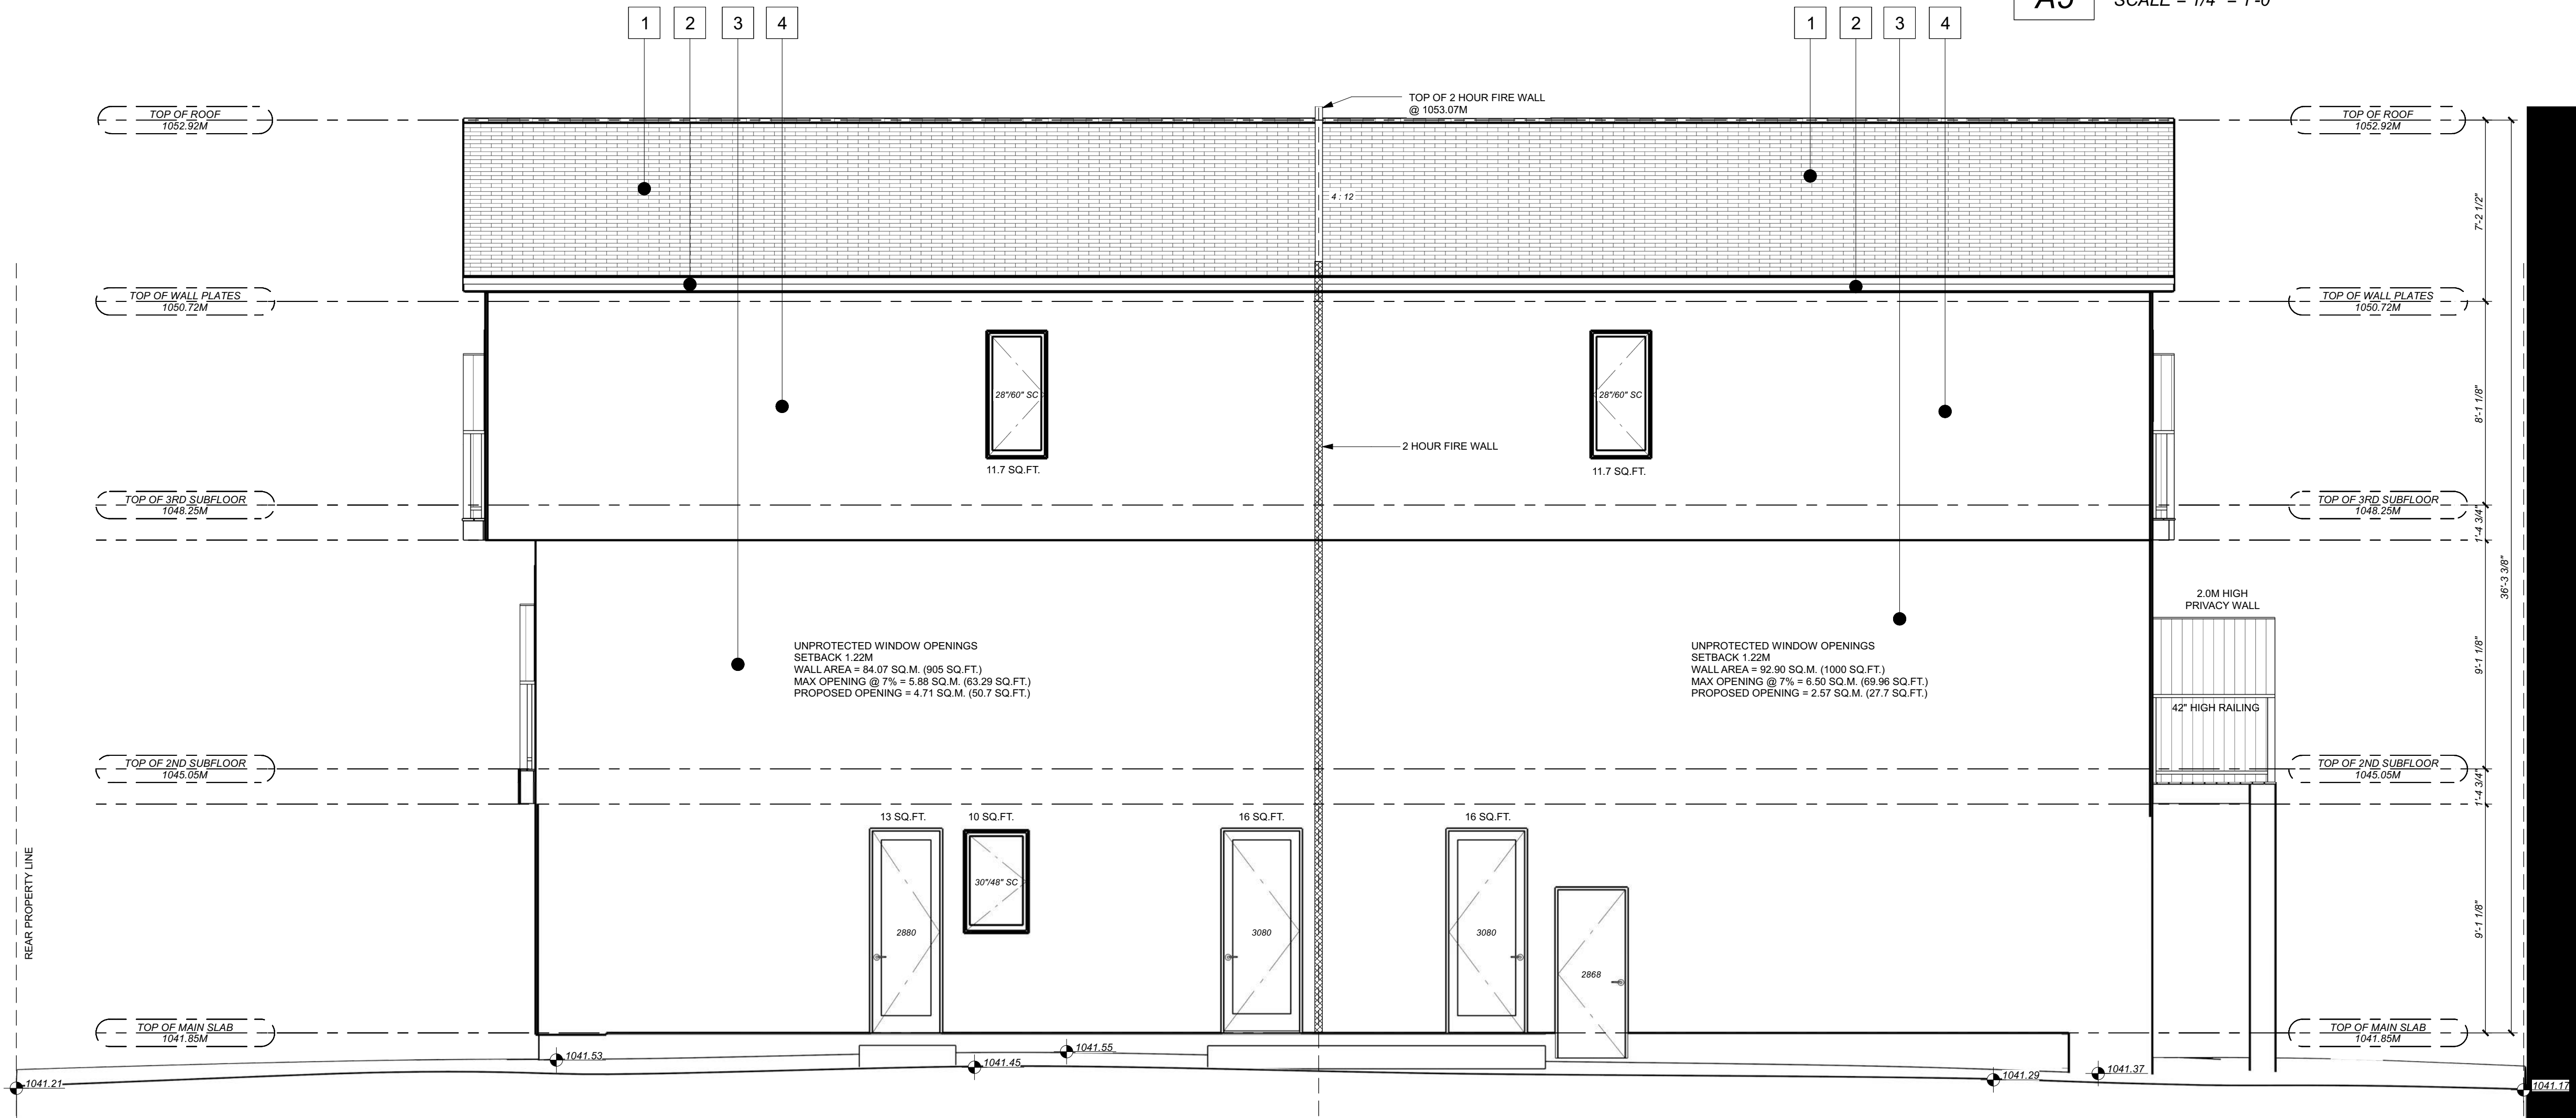 A5
SCALE = 1/4" = 1'-0"
1
2
3
4
1
2
3
4
TOP OF ROOF
1052.92M
TOP OF 2 HOUR FIRE WALL
@ 1053.07M
TOP OF ROOF
1052.92M
4 : 12
7'-2 1/2"
TOP OF WALL PLATES
1050.72M
TOP OF WALL PLATES
1050.72M
28"/60" SC
28"/60" SC
8'-1 1/8"
11.7 SQ.FT.
2 HOUR FIRE WALL
11.7 SQ.FT.
TOP OF 3RD SUBFLOOR
1048.25M
TOP OF 3RD SUBFLOOR
1048.25M
1'-4 3/4"
36'-3 3/8"
2.0M HIGH
PRIVACY WALL
UNPROTECTED WINDOW OPENINGS
SETBACK 1.22M
WALL AREA = 84.07 SQ.M. (905 SQ.FT.)
MAX OPENING @ 7% = 5.88 SQ.M. (63.29 SQ.FT.)
PROPOSED OPENING = 4.71 SQ.M. (50.7 SQ.FT.)
UNPROTECTED WINDOW OPENINGS
SETBACK 1.22M
WALL AREA = 92.90 SQ.M. (1000 SQ.FT.)
MAX OPENING @ 7% = 6.50 SQ.M. (69.96 SQ.FT.)
PROPOSED OPENING = 2.57 SQ.M. (27.7 SQ.FT.)
9'-1 1/8"
42" HIGH RAILING
TOP OF 2ND SUBFLOOR
1045.05M
TOP OF 2ND SUBFLOOR
1045.05M
1'-4 3/4"
13 SQ.FT.
10 SQ.FT.
16 SQ.FT.
16 SQ.FT.
30"/48" SC
REAR PROPERTY LINE
2880
3080
3080
2868
9'-1 1/8"
TOP OF MAIN SLAB
1041.85M
TOP OF MAIN SLAB
1041.85M
1041.53
1041.55
1041.45
1041.37
1041.29
1041.21
1041.17